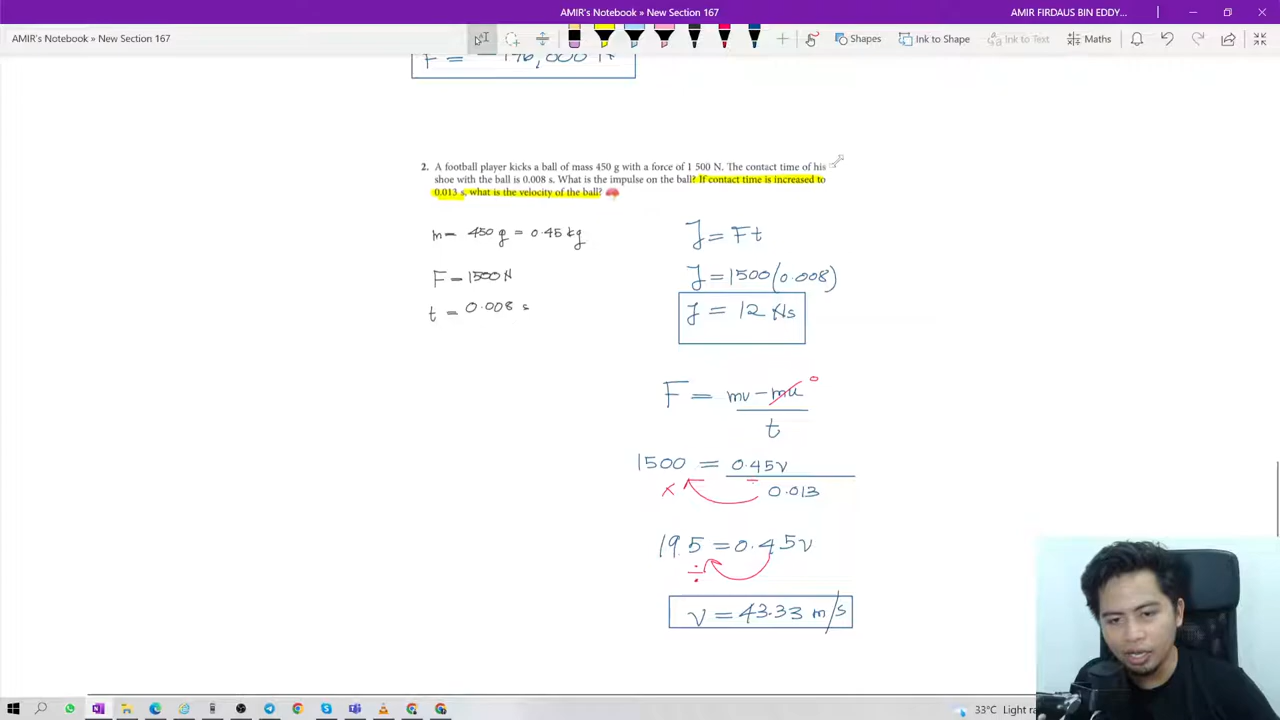 AMIR's Notebook » New Section 167
AMIR FIRDAUS BIN EDDY...
AMIR's Notebook » New Section 167
Shapes
Ink to Shape
Ink to Text
Maths
F =
2. A football player kicks a ball of mass 450 g with a force of 1 500 N. The contact time of his
shoe with the ball is 0.008 s. What is the impulse on the ball? If contact time is increased to
0.013 s, what is the velocity of the ball?
m = 450 g = 0.45 kg
F = 1500 N
t = 0.008 s
J = Ft
J = 1500(0.008)
J = 12 Ns
F = mv - mu
0
t
1500 = 0.45v
0.013
×
÷
19.5 = 0.45v
÷
v = 43.33 m/s
33°C Light ra